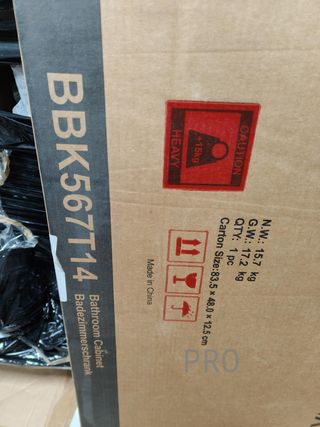 BBK567T14
Bathroom Cabinet
Badezimmerschrank
CAUTION
+15kg
HEAVY
Made in China
N.W.: 15.7 kg
G.W.: 17.2 kg
QTY: 1 pc
Carton Size: 83.5 x 48.0 x 12.5 cm
PRO